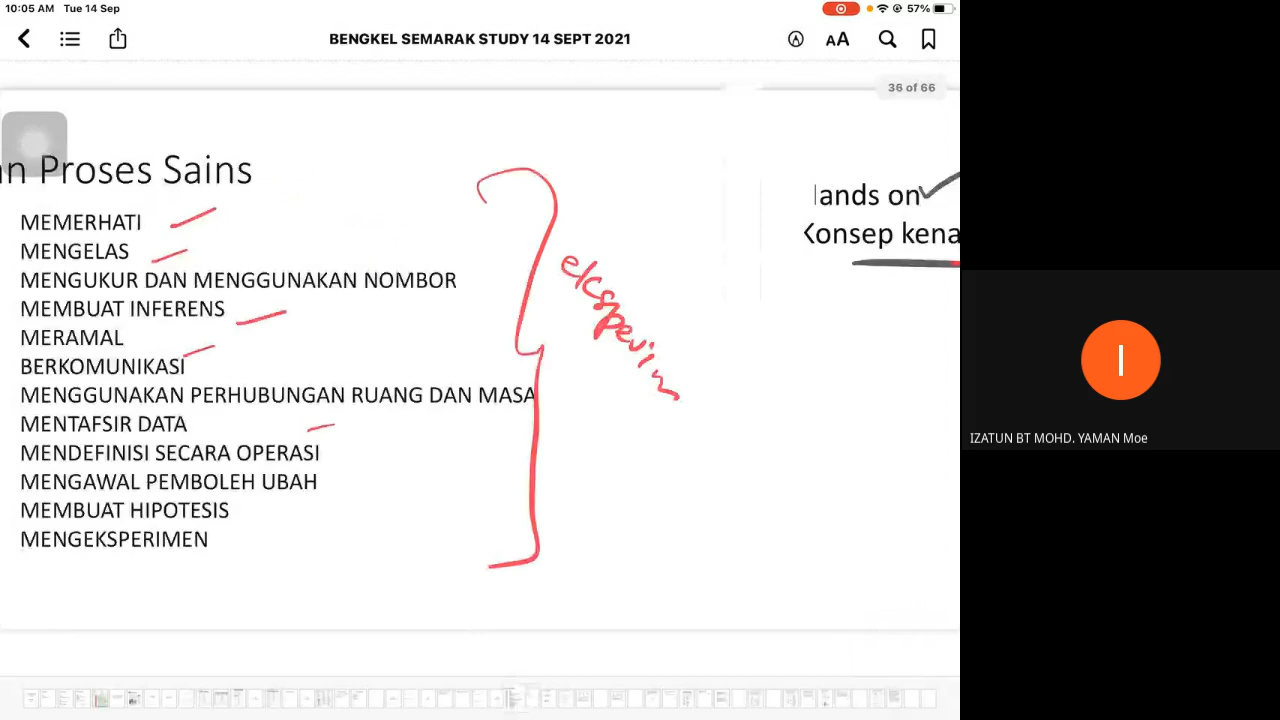 10:05 AM Tue 14 Sep
57%
BENGKEL SEMARAK STUDY 14 SEPT 2021
AA
36 of 66
n Proses Sains
MEMERHATI
MENGELAS
MENGUKUR DAN MENGGUNAKAN NOMBOR
MEMBUAT INFERENS
MERAMAL
BERKOMUNIKASI
MENGGUNAKAN PERHUBUNGAN RUANG DAN MASA
MENTAFSIR DATA
MENDEFINISI SECARA OPERASI
MENGAWAL PEMBOLEH UBAH
MEMBUAT HIPOTESIS
MENGEKSPERIMEN
ands on
Konsep kena
I
IZATUN BT MOHD. YAMAN Moe